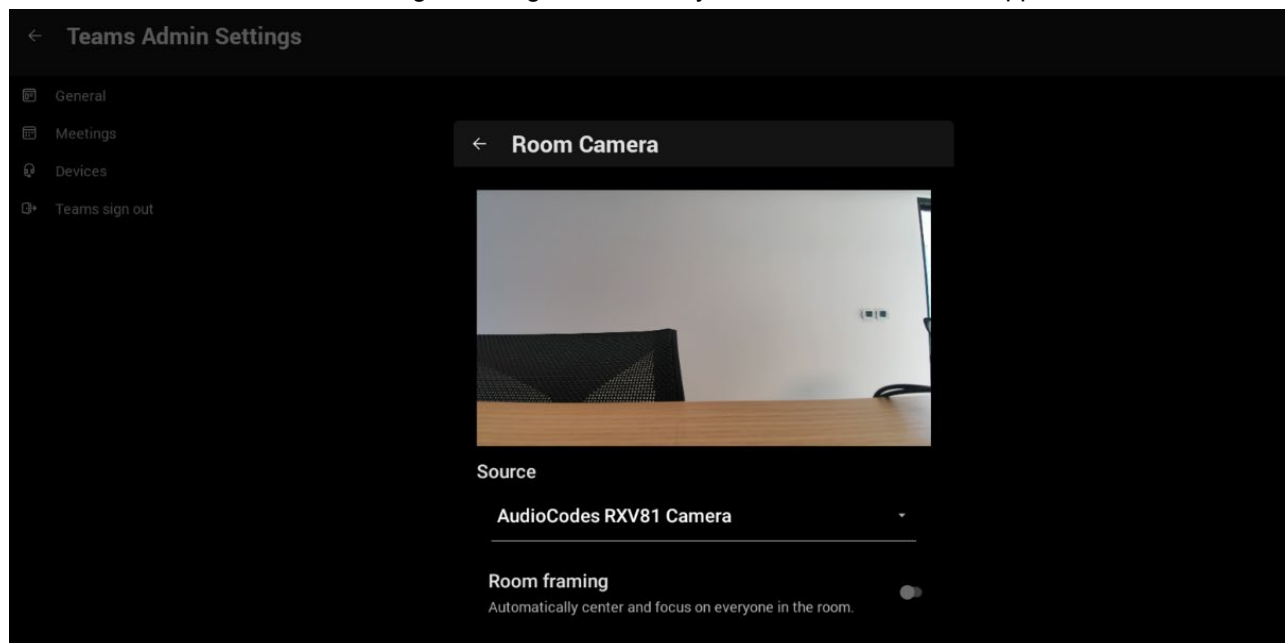 Teams Admin Settings
General
Meetings
Devices
Teams sign out
Room Camera
Source
AudioCodes RXV81 Camera
Room framing
Automatically center and focus on everyone in the room.